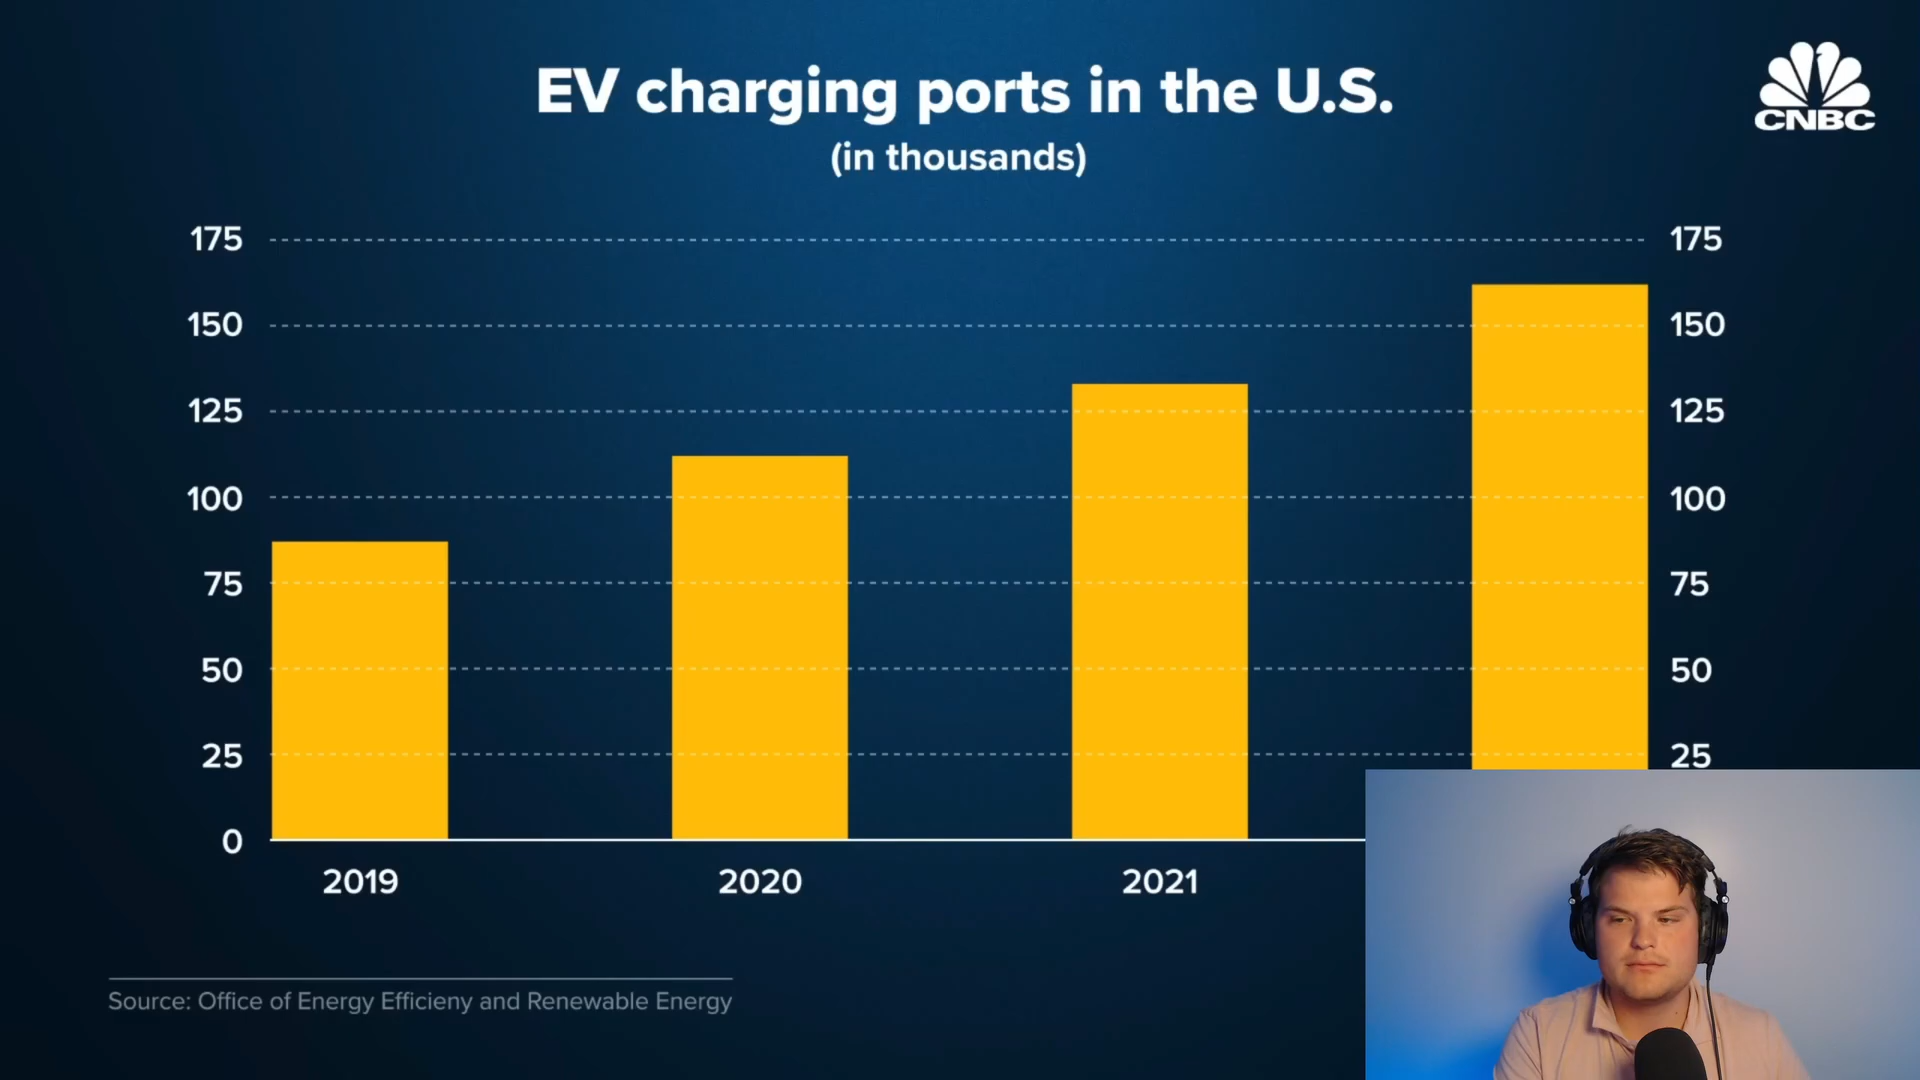 EV charging ports in the U.S.
(in thousands)
CNBC
175 175
150 150
125 125
100 100
75 75
50 50
25 25
0
2019 2020 2021
Source: Office of Energy Efficieny and Renewable Energy